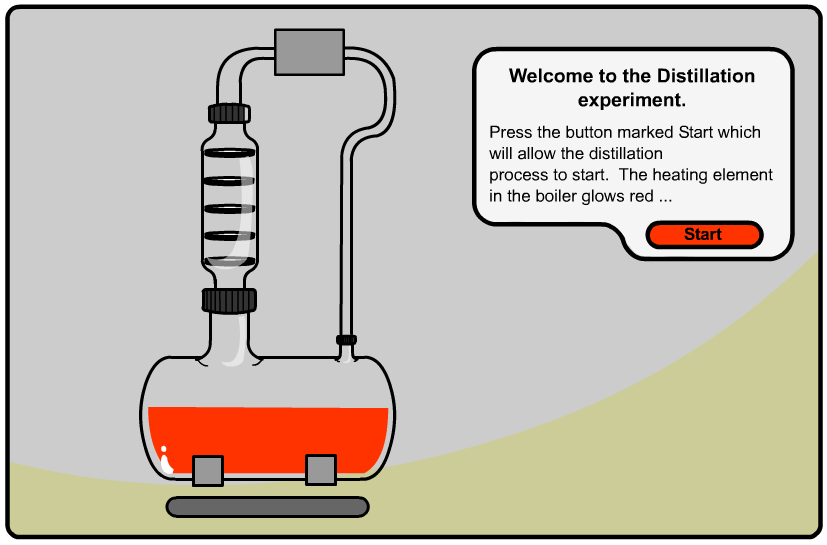 Welcome to the Distillation
experiment.
Press the button marked Start which
will allow the distillation
process to start.  The heating element
in the boiler glows red ...
Start